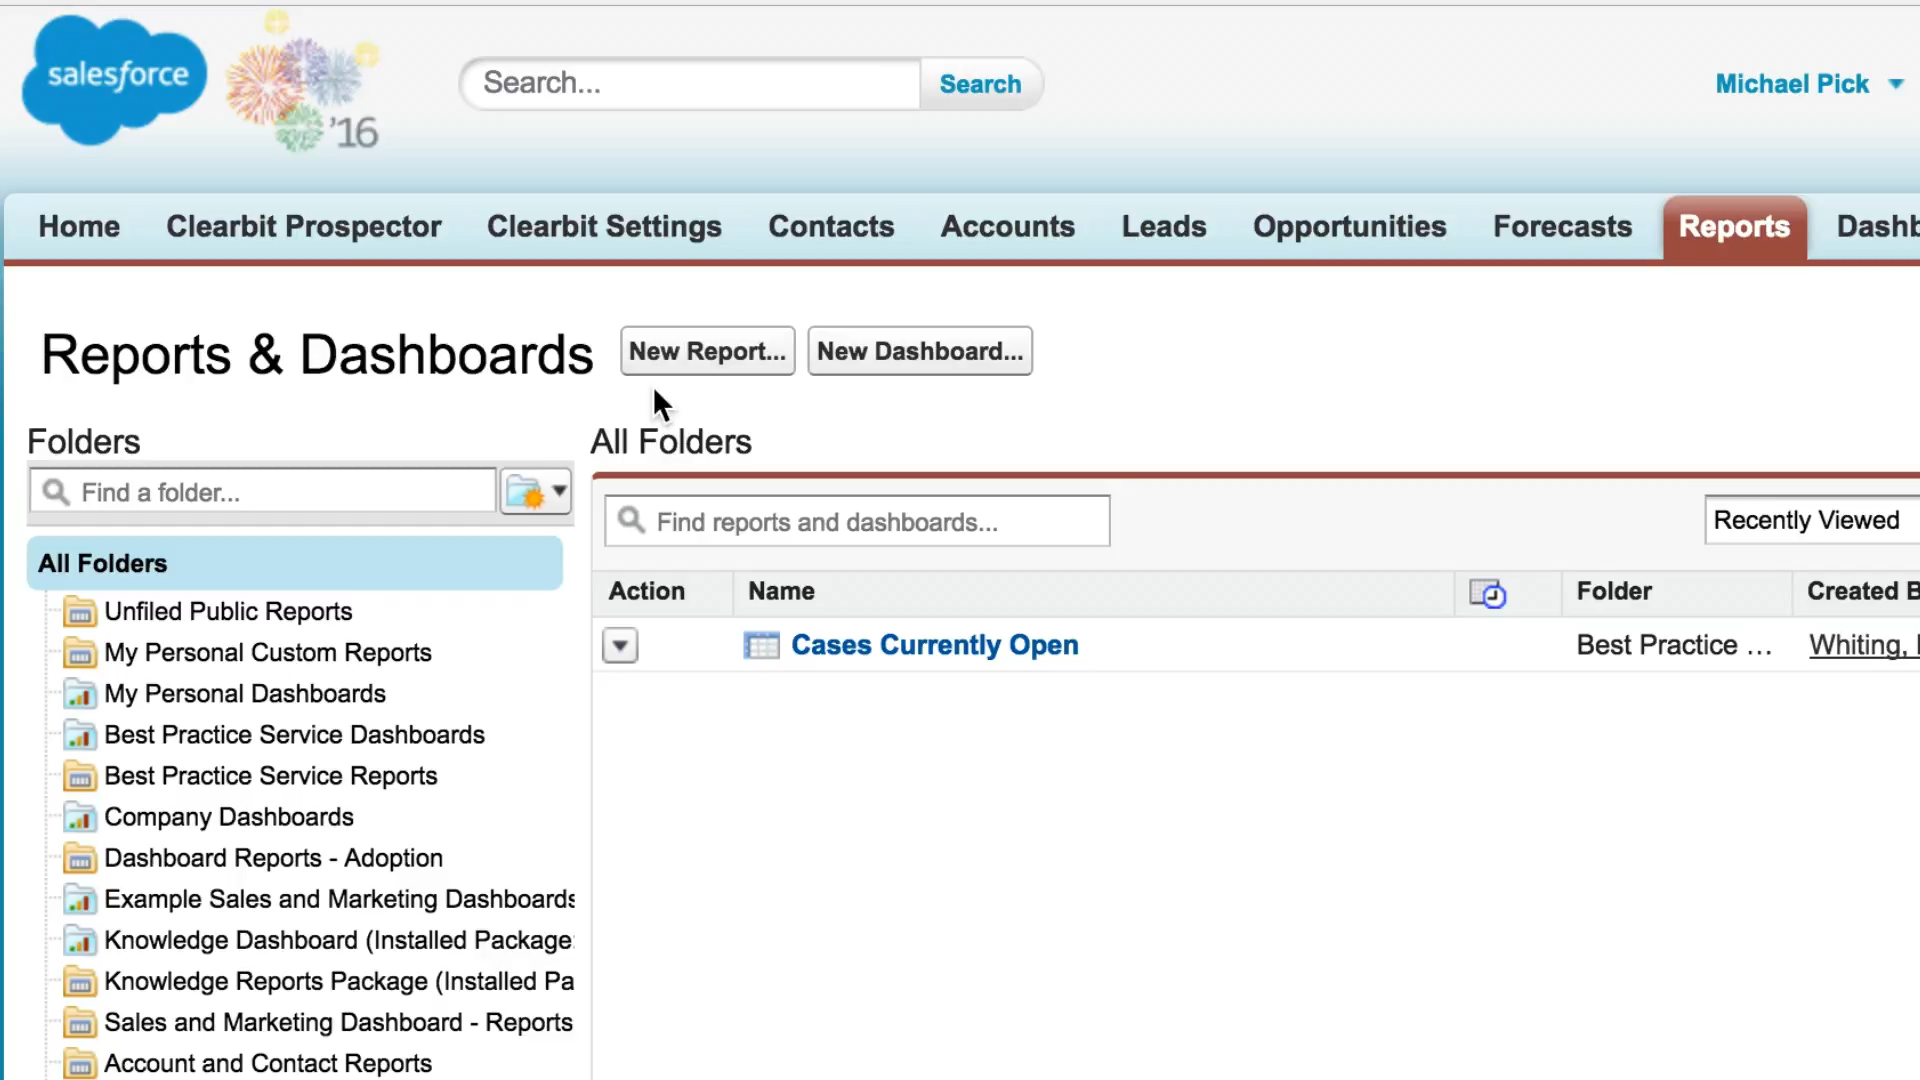 salesforce
'16
Search...
Search
Michael Pick
Home Clearbit Prospector Clearbit Settings Contacts Accounts Leads Opportunities Forecasts Reports Dashb
Reports & Dashboards
New Report...
New Dashboard...
Folders
Find a folder...
All Folders
Unfiled Public Reports
My Personal Custom Reports
My Personal Dashboards
Best Practice Service Dashboards
Best Practice Service Reports
Company Dashboards
Dashboard Reports - Adoption
Example Sales and Marketing Dashboards
Knowledge Dashboard (Installed Package:
Knowledge Reports Package (Installed Pa
Sales and Marketing Dashboard - Reports
Account and Contact Reports
All Folders
Find reports and dashboards...
Recently Viewed
Action Name Folder Created B
Cases Currently Open Best Practice ... Whiting,